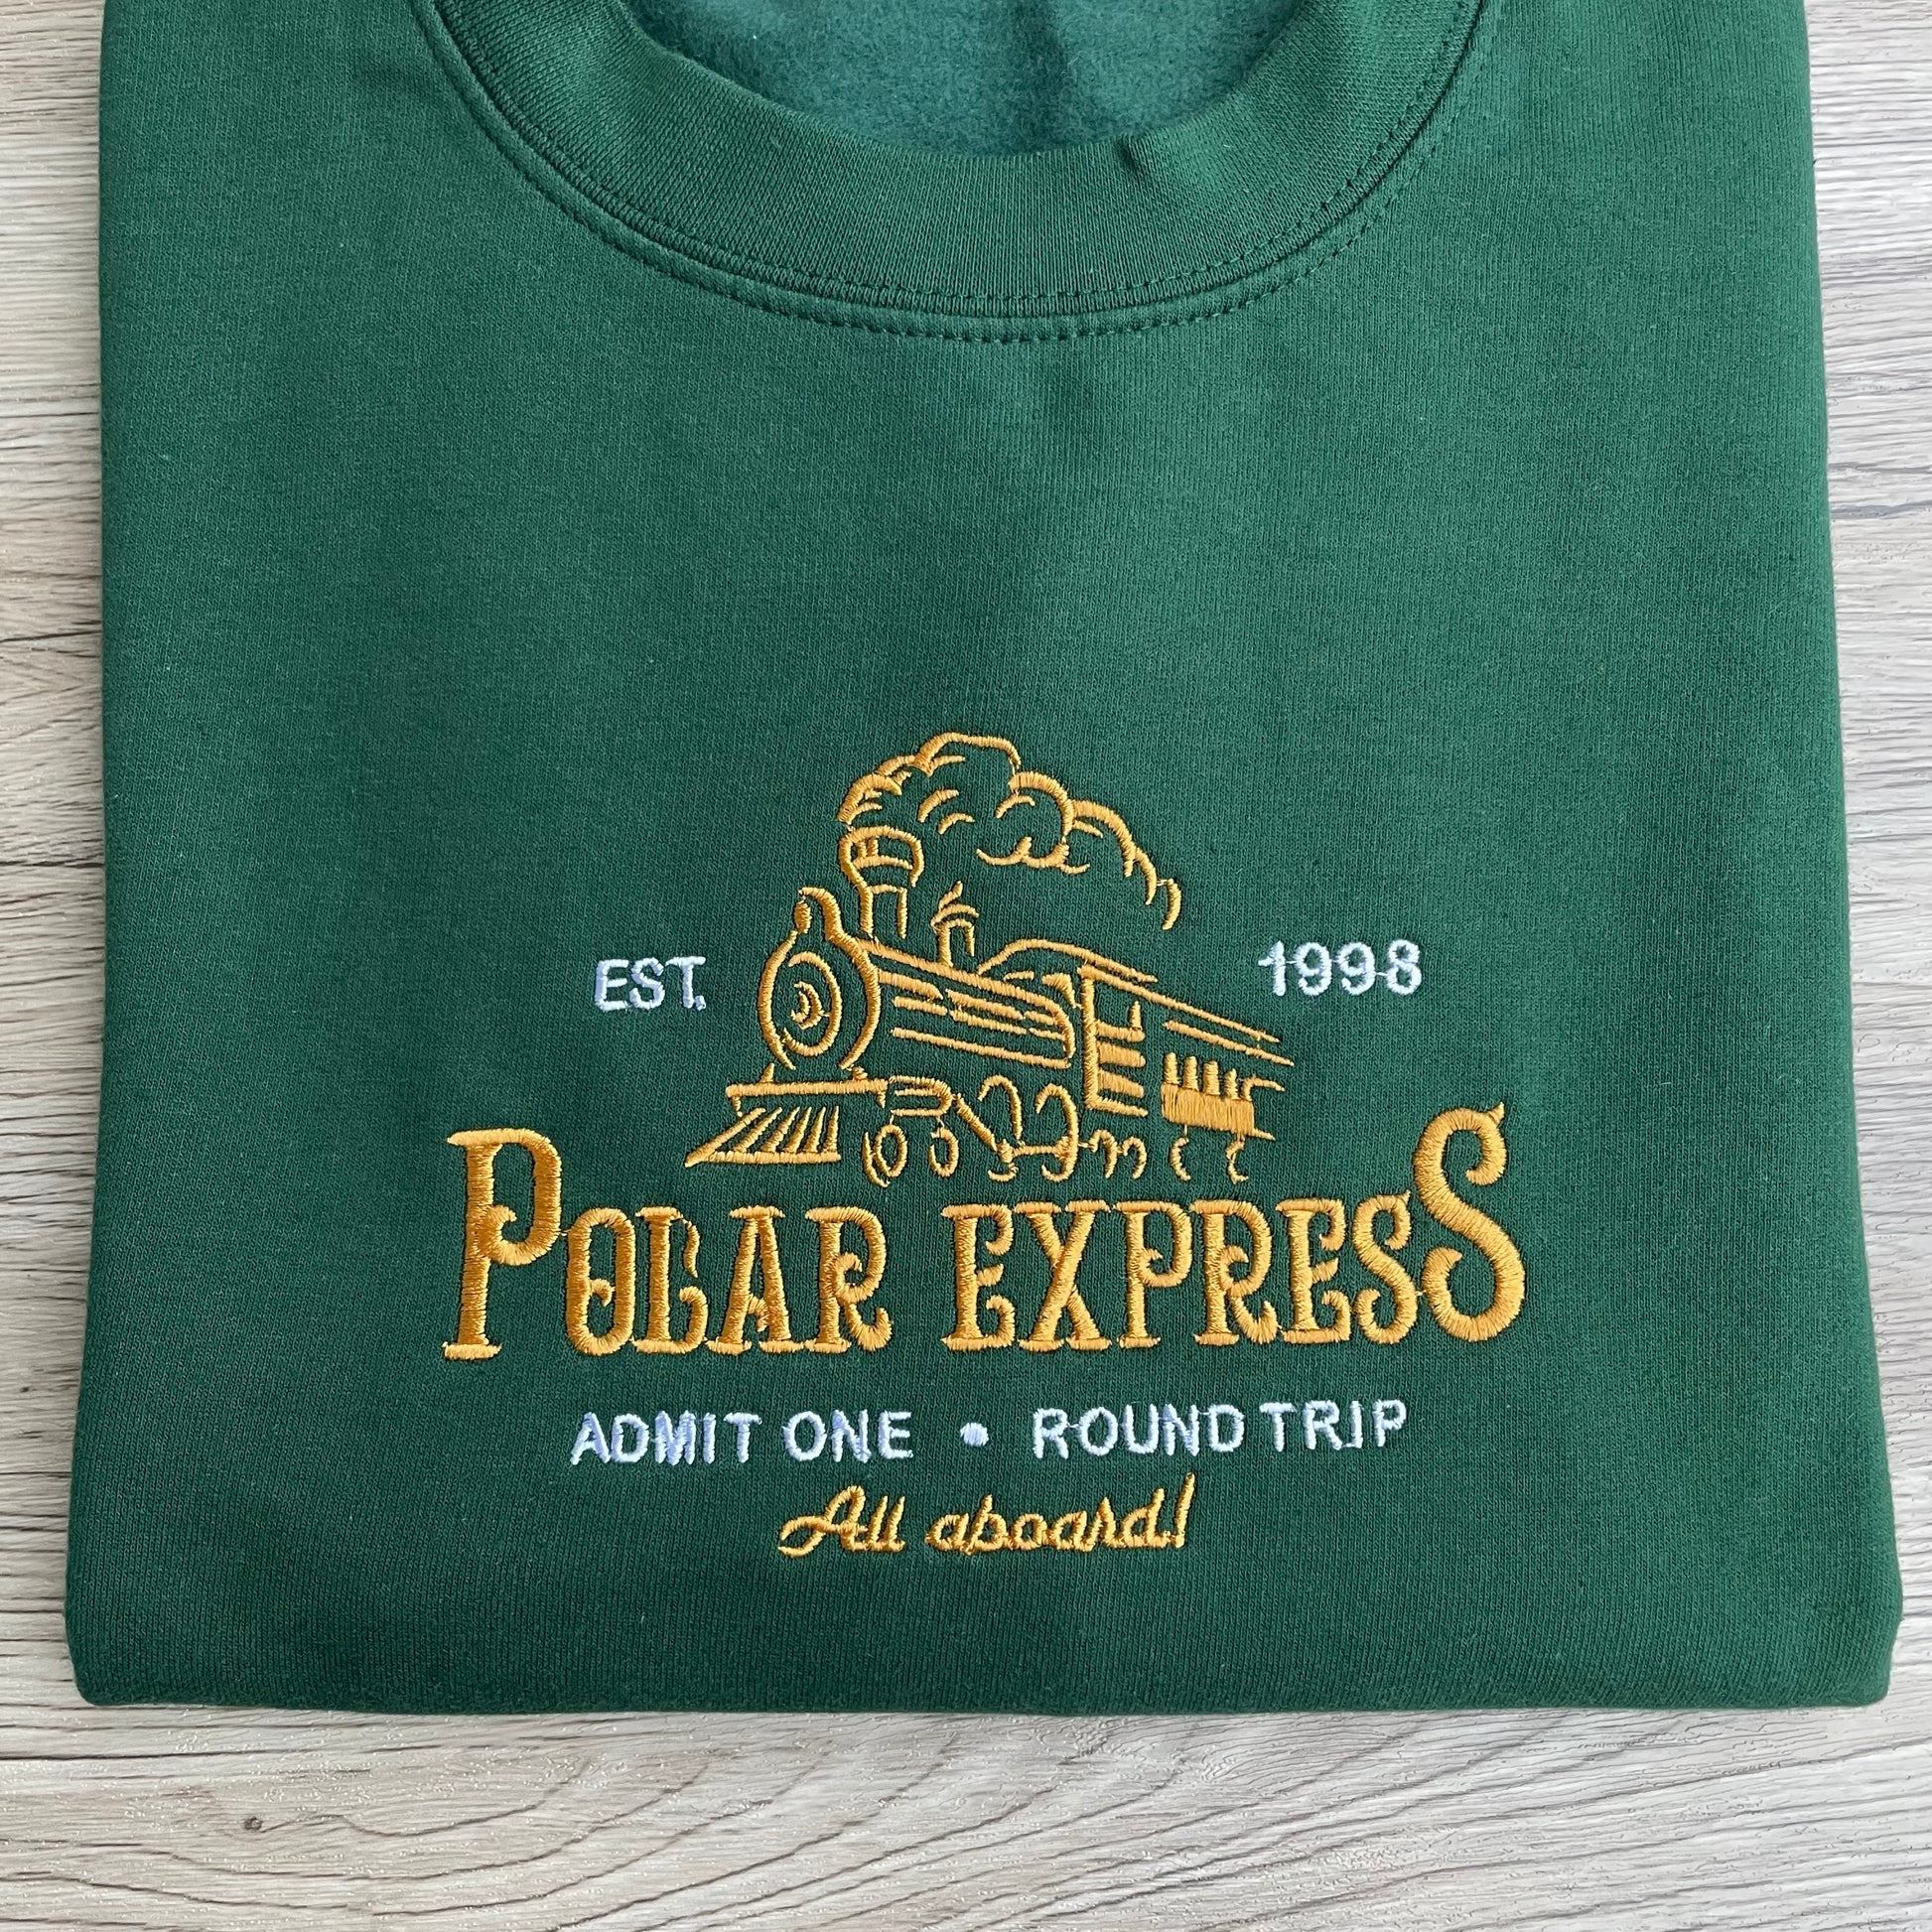 EST. 1998
POLAR EXPRESS
ADMIT ONE • ROUND TRIP
All aboard!